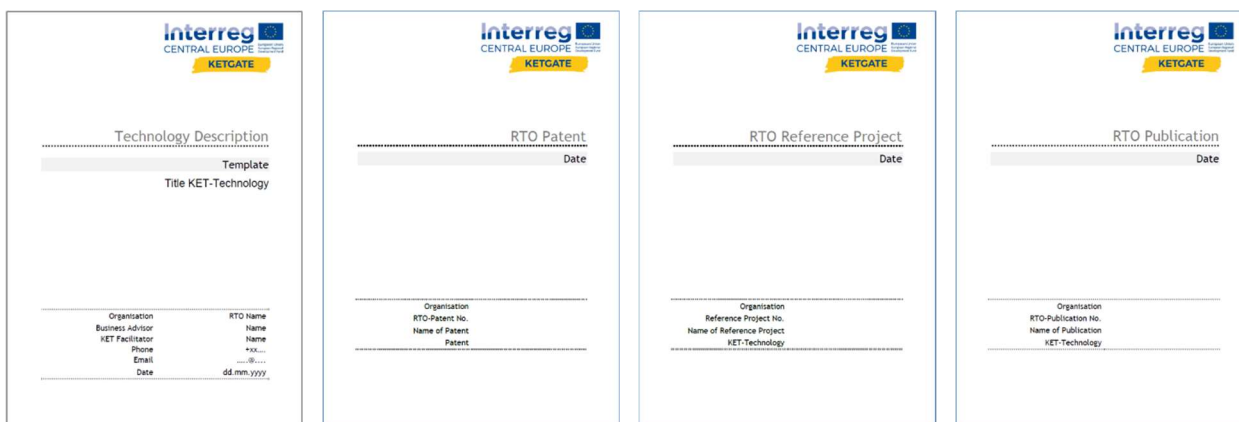 Interreg
CENTRAL EUROPE
KETGATE
Technology Description
Template
Title KET-Technology
Organisation RTO Name
Business Advisor Name
KET Facilitator Name
Phone +xx....
Email .....@....
Date dd.mm.yyyy
Interreg
CENTRAL EUROPE
KETGATE
RTO Patent
Date
Organisation
RTO-Patent No.
Name of Patent
Patent
Interreg
CENTRAL EUROPE
KETGATE
RTO Reference Project
Date
Organisation
Reference Project No.
Name of Reference Project
KET-Technology
Interreg
CENTRAL EUROPE
KETGATE
RTO Publication
Date
Organisation
RTO-Publication No.
Name of Publication
KET-Technology